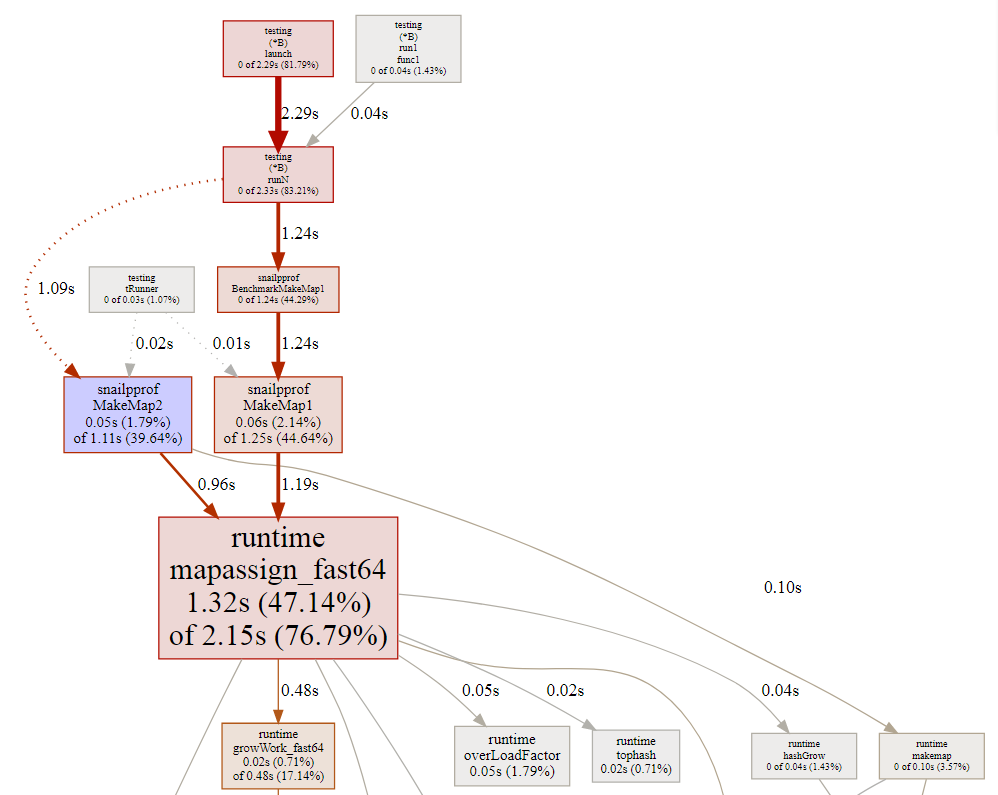 testing
(*B)
launch
0 of 2.29s (81.79%)
testing
(*B)
run1
func1
0 of 0.04s (1.43%)
2.29s
0.04s
testing
(*B)
runN
0 of 2.33s (83.21%)
1.24s
1.09s
testing
tRunner
0 of 0.03s (1.07%)
snailpprof
BenchmarkMakeMap1
0 of 1.24s (44.29%)
0.02s
0.01s
1.24s
snailpprof
MakeMap2
0.05s (1.79%)
of 1.11s (39.64%)
snailpprof
MakeMap1
0.06s (2.14%)
of 1.25s (44.64%)
0.96s
1.19s
runtime
mapassign_fast64
1.32s (47.14%)
of 2.15s (76.79%)
0.10s
0.48s
0.05s
0.02s
0.04s
runtime
growWork_fast64
0.02s (0.71%)
of 0.48s (17.14%)
runtime
overLoadFactor
0.05s (1.79%)
runtime
tophash
0.02s (0.71%)
runtime
hashGrow
0 of 0.04s (1.43%)
runtime
makemap
0 of 0.10s (3.57%)